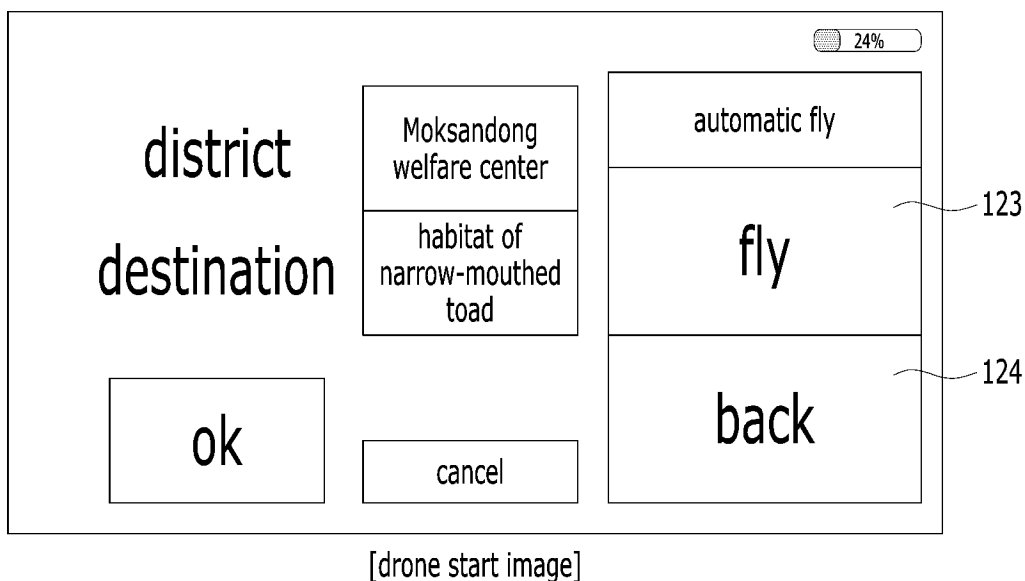 24%
district
Moksandong
welfare center
automatic fly
123
destination
habitat of
narrow-mouthed
toad
fly
124
ok
cancel
back
[drone start image]